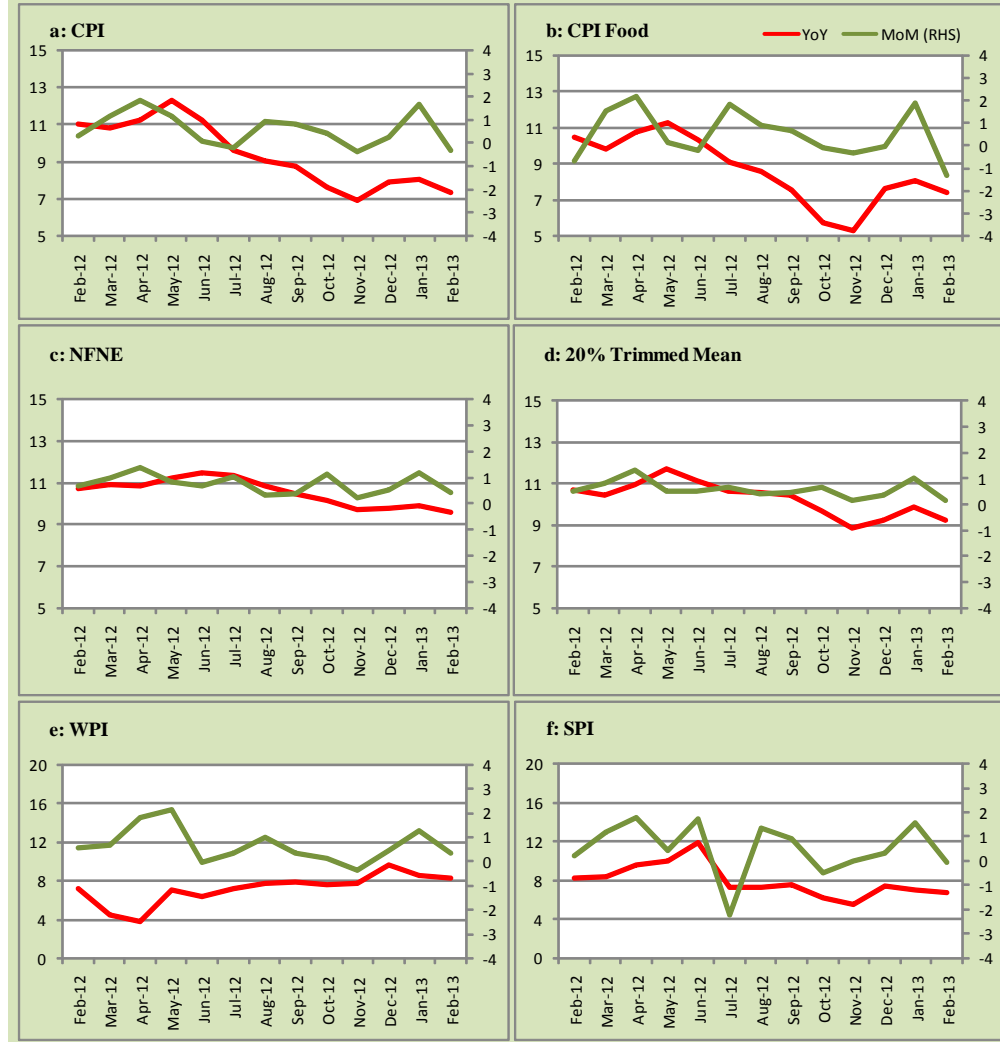 a: CPI
15
13
11
9
7
5
4
3
2
1
0
-1
-2
-3
-4
Feb-12
Mar-12
Apr-12
May-12
Jun-12
Jul-12
Aug-12
Sep-12
Oct-12
Nov-12
Dec-12
Jan-13
Feb-13
b: CPI Food
YoY
MoM (RHS)
15
13
11
9
7
5
4
3
2
1
0
-1
-2
-3
-4
Feb-12
Mar-12
Apr-12
May-12
Jun-12
Jul-12
Aug-12
Sep-12
Oct-12
Nov-12
Dec-12
Jan-13
Feb-13
c: NFNE
15
13
11
9
7
5
4
3
2
1
0
-1
-2
-3
-4
Feb-12
Mar-12
Apr-12
May-12
Jun-12
Jul-12
Aug-12
Sep-12
Oct-12
Nov-12
Dec-12
Jan-13
Feb-13
d: 20% Trimmed Mean
15
13
11
9
7
5
4
3
2
1
0
-1
-2
-3
-4
Feb-12
Mar-12
Apr-12
May-12
Jun-12
Jul-12
Aug-12
Sep-12
Oct-12
Nov-12
Dec-12
Jan-13
Feb-13
e: WPI
20
16
12
8
4
0
4
3
2
1
0
-1
-2
-3
-4
Feb-12
Mar-12
Apr-12
May-12
Jun-12
Jul-12
Aug-12
Sep-12
Oct-12
Nov-12
Dec-12
Jan-13
Feb-13
f: SPI
20
16
12
8
4
0
4
3
2
1
0
-1
-2
-3
-4
Feb-12
Mar-12
Apr-12
May-12
Jun-12
Jul-12
Aug-12
Sep-12
Oct-12
Nov-12
Dec-12
Jan-13
Feb-13